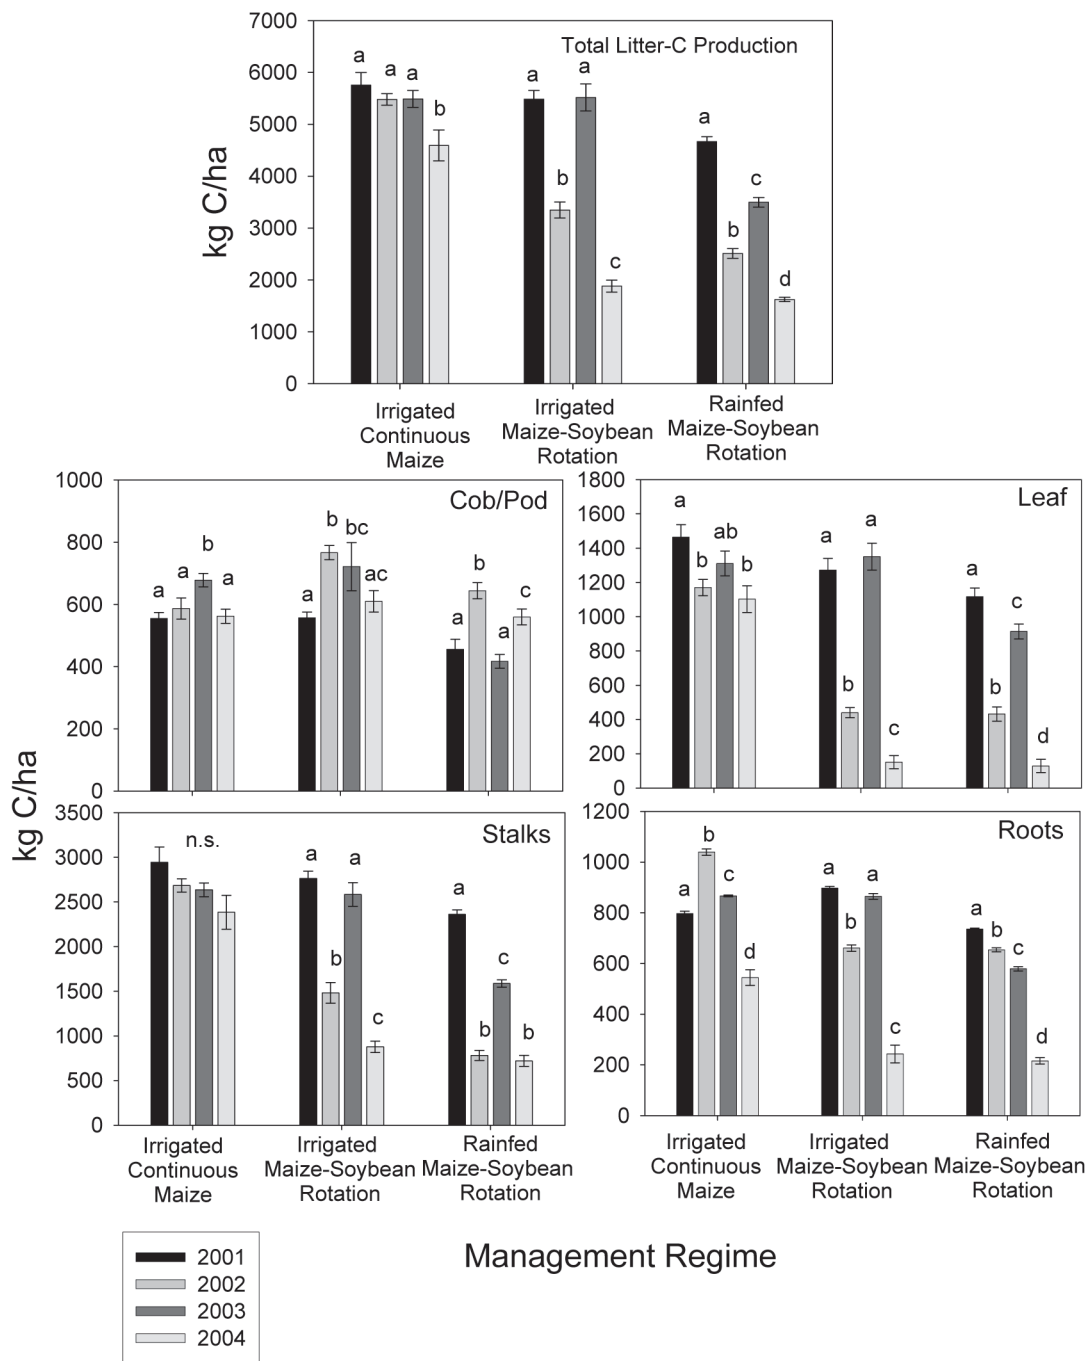 7000
Total Litter-C Production
6000
5000
4000
3000
2000
1000
0
kg C/ha
a a a b
a b a c
a b c d
Irrigated
Continuous
Maize
Irrigated
Maize-Soybean
Rotation
Rainfed
Maize-Soybean
Rotation
1000
Cob/Pod
800
600
400
200
0
a a b a
a b bc ac
a b a c
1800
Leaf
1600
1400
1200
1000
800
600
400
200
0
a b ab b
a b a c
a b c d
kg C/ha
3500
Stalks
3000
2500
2000
1500
1000
500
0
n.s.
a b a c
a b c b
Irrigated
Continuous
Maize
Irrigated
Maize-Soybean
Rotation
Rainfed
Maize-Soybean
Rotation
1200
Roots
1000
800
600
400
200
0
a b c d
a b a c
a b c d
Irrigated
Continuous
Maize
Irrigated
Maize-Soybean
Rotation
Rainfed
Maize-Soybean
Rotation
Management Regime
2001
2002
2003
2004